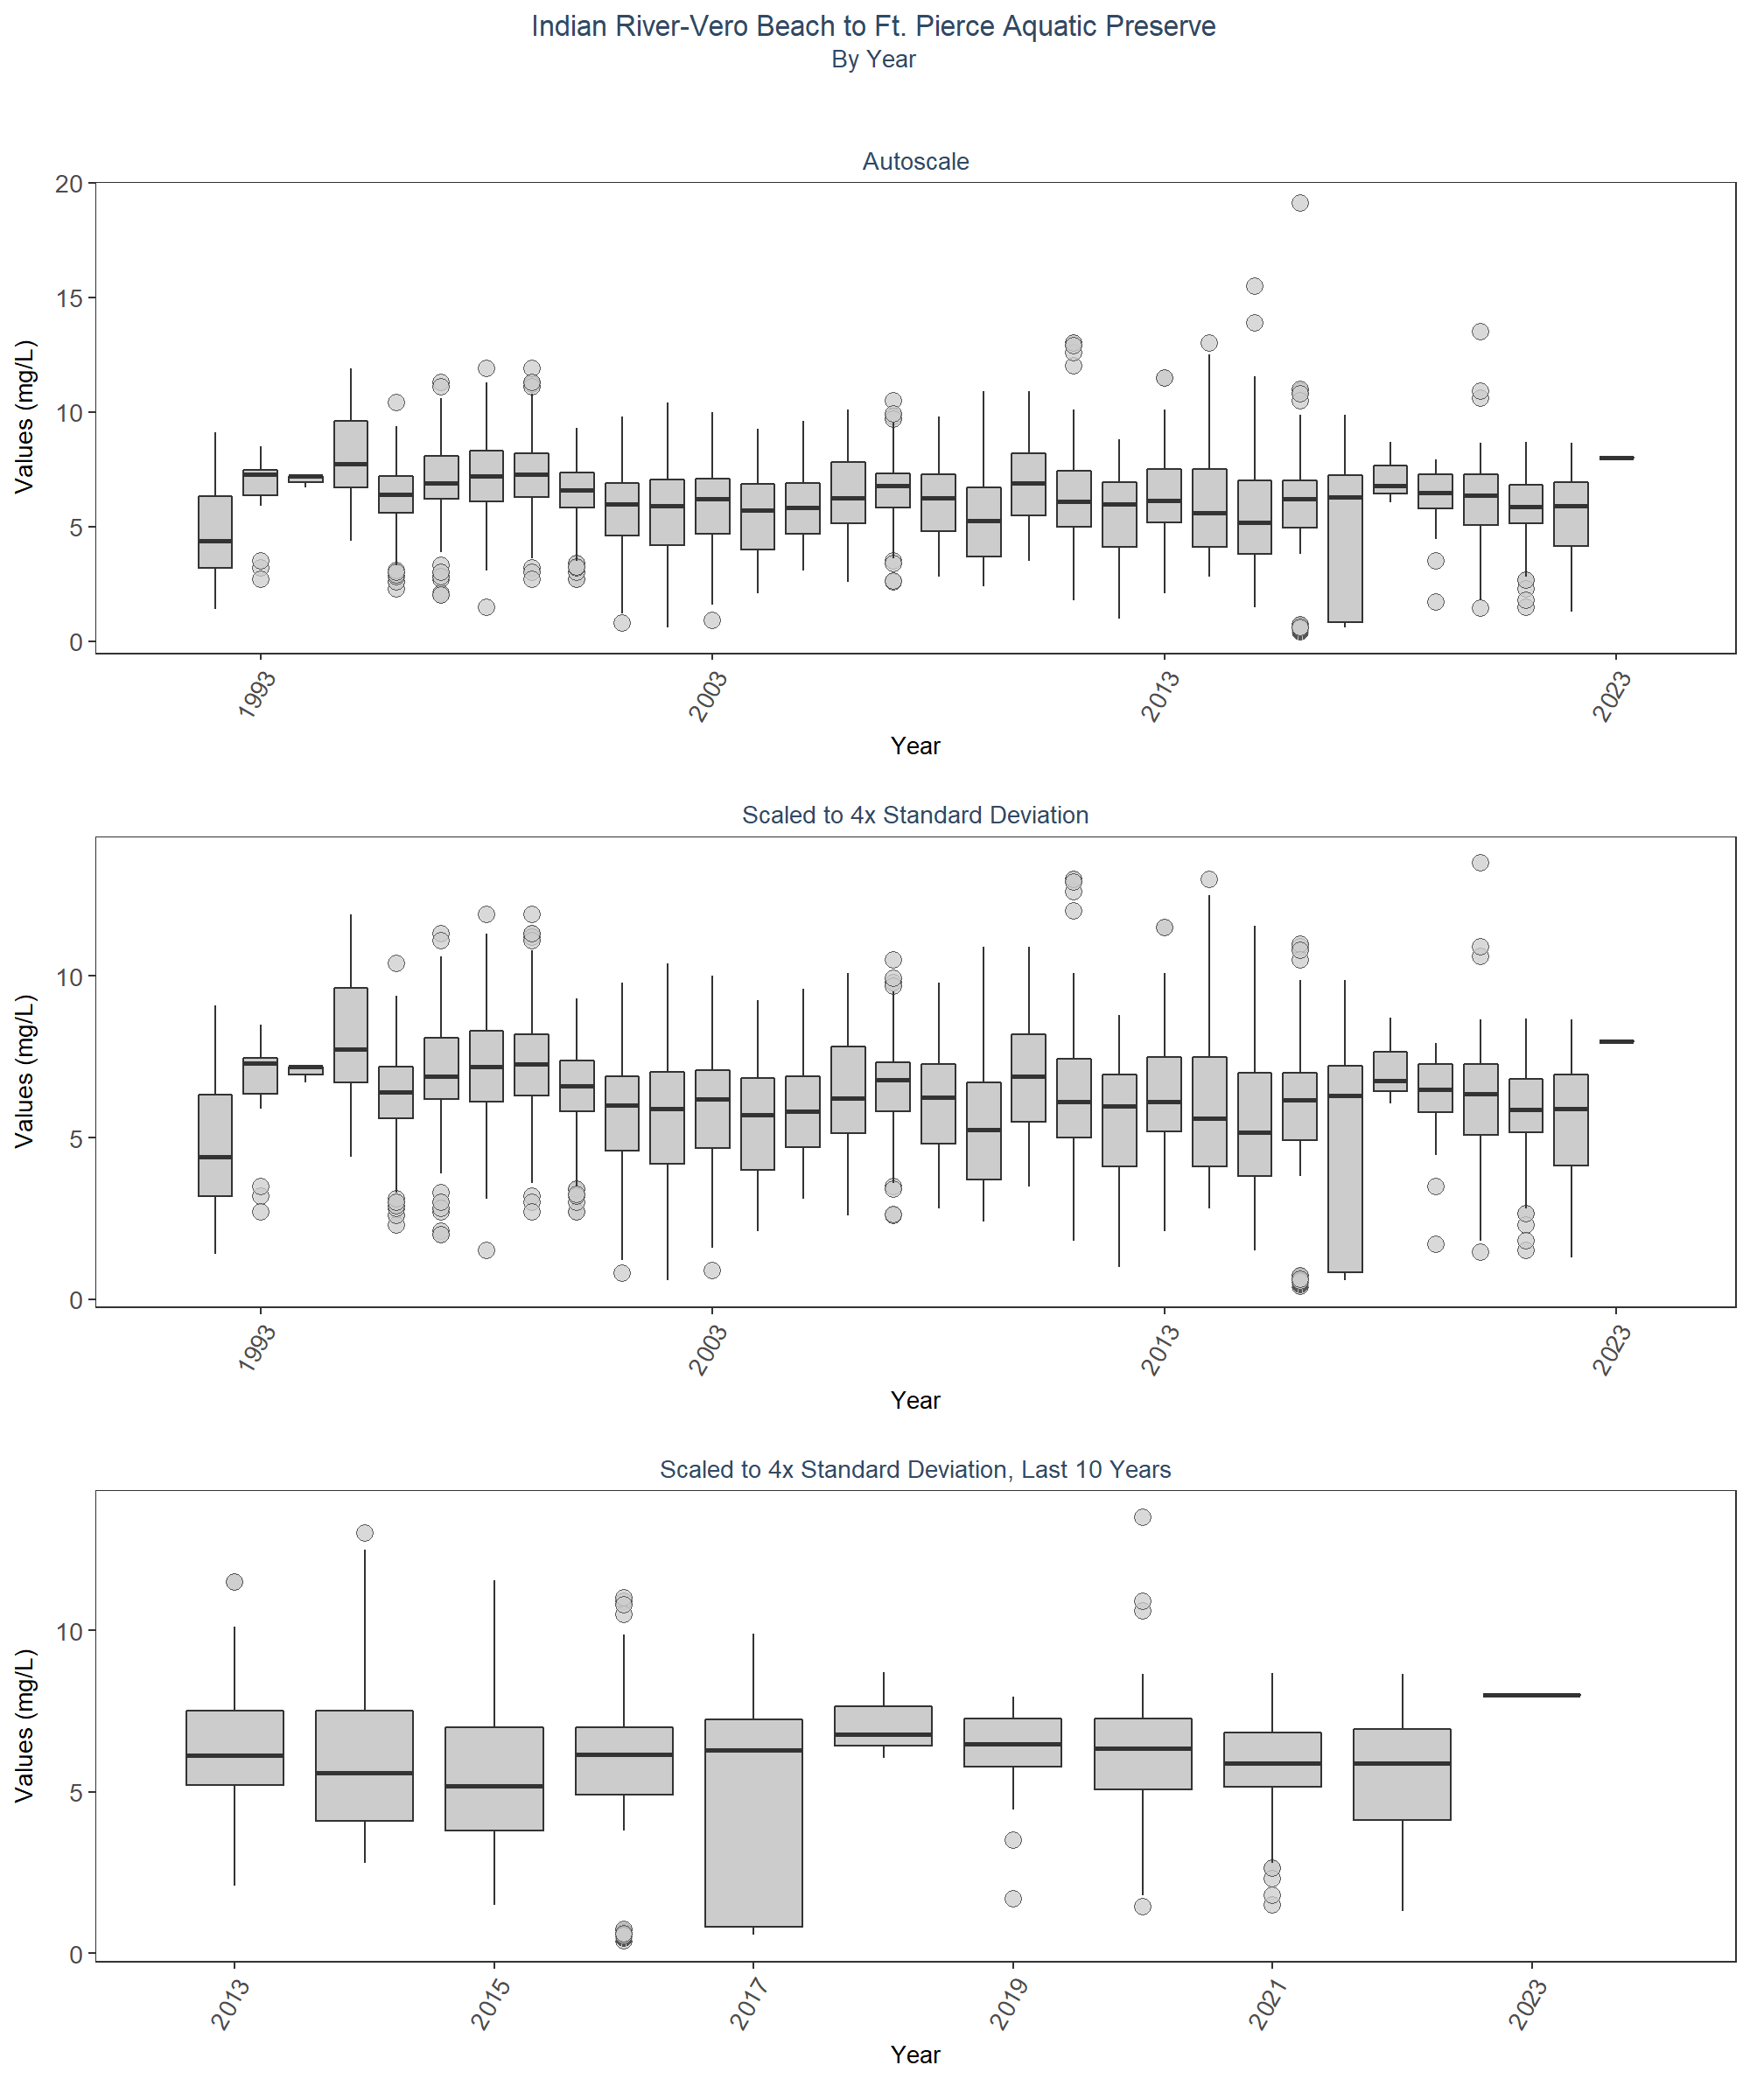 Indian River-Vero Beach to Ft. Pierce Aquatic Preserve
By Year
Autoscale
Values (mg/L)
20
15
10
5
0
1993
2003
2013
2023
Year
Scaled to 4x Standard Deviation
Values (mg/L)
10
5
0
1993
2003
2013
2023
Year
Scaled to 4x Standard Deviation, Last 10 Years
Values (mg/L)
10
5
0
2013
2015
2017
2019
2021
2023
Year